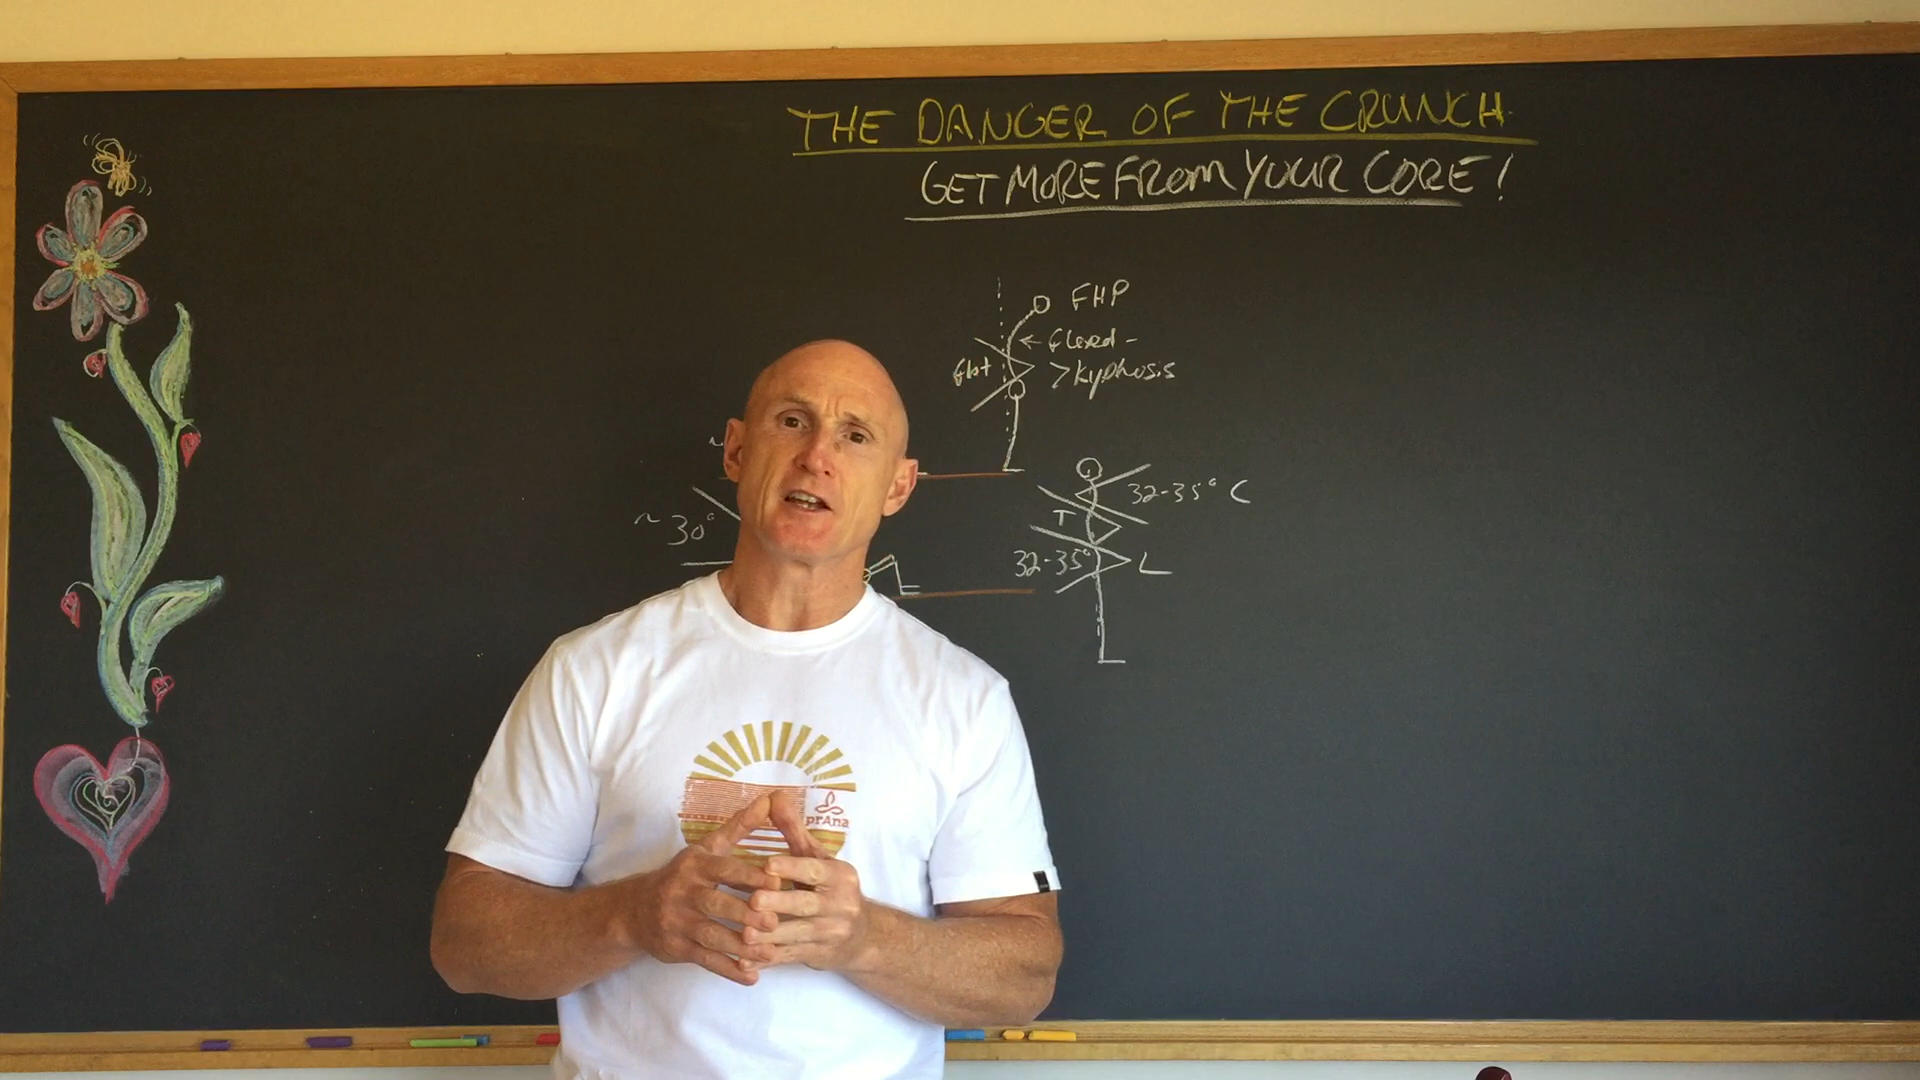 THE DANGER OF THE CRUNCH
GET MORE FROM YOUR CORE!
FHP
← flexed -
flat >kyphosis
32-35° C
~30°
T
32-35° L
prAna